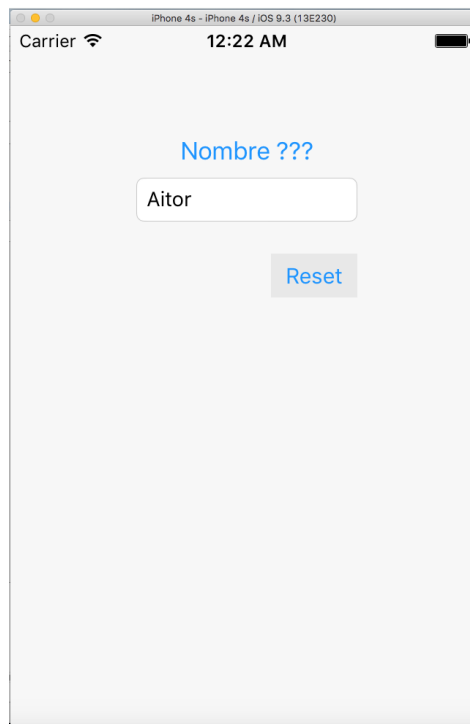 iPhone 4s - iPhone 4s / iOS 9.3 (13E230)
Carrier 12:22 AM
Nombre ???
Aitor
Reset